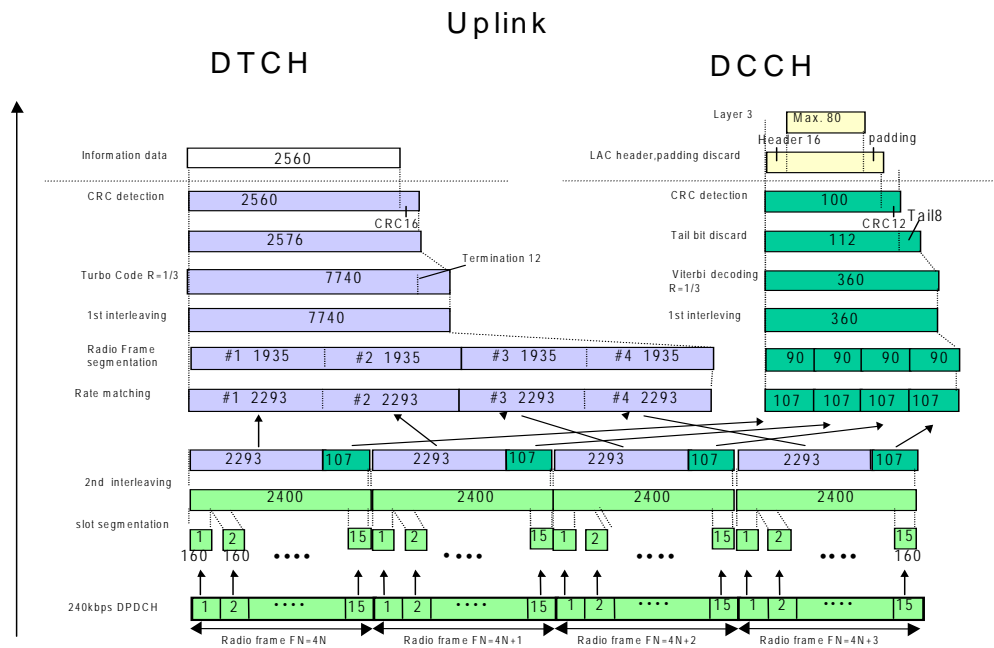 Uplink
DTCH
DCCH
Layer 3
Max. 80
Header 16
padding
Information data
2560
LAC header,padding discard
CRC detection
2560
CRC16
CRC detection
100
CRC12
Tail8
2576
Tail bit discard
112
Turbo Code R=1/3
7740
Termination 12
Viterbi decoding
R=1/3
360
1st interleaving
7740
1st interleving
360
Radio Frame
segmentation
#1 1935 #2 1935 #3 1935 #4 1935
90 90 90 90
Rate matching
#1 2293 #2 2293 #3 2293 #4 2293
107 107 107 107
2293 107 2293 107 2293 107 2293 107
2nd interleaving
2400 2400 2400 2400
slot segmentation
1 2 15 1 2 15 1 2 15 1 2 15
160 160 •••• •••• •••• •••• 160
240kbps DPDCH
1 2 •••• 15 1 2 •••• 15 1 2 •••• 15 1 2 •••• 15
Radio frame FN=4N Radio frame FN=4N+1 Radio frame FN=4N+2 Radio frame FN=4N+3